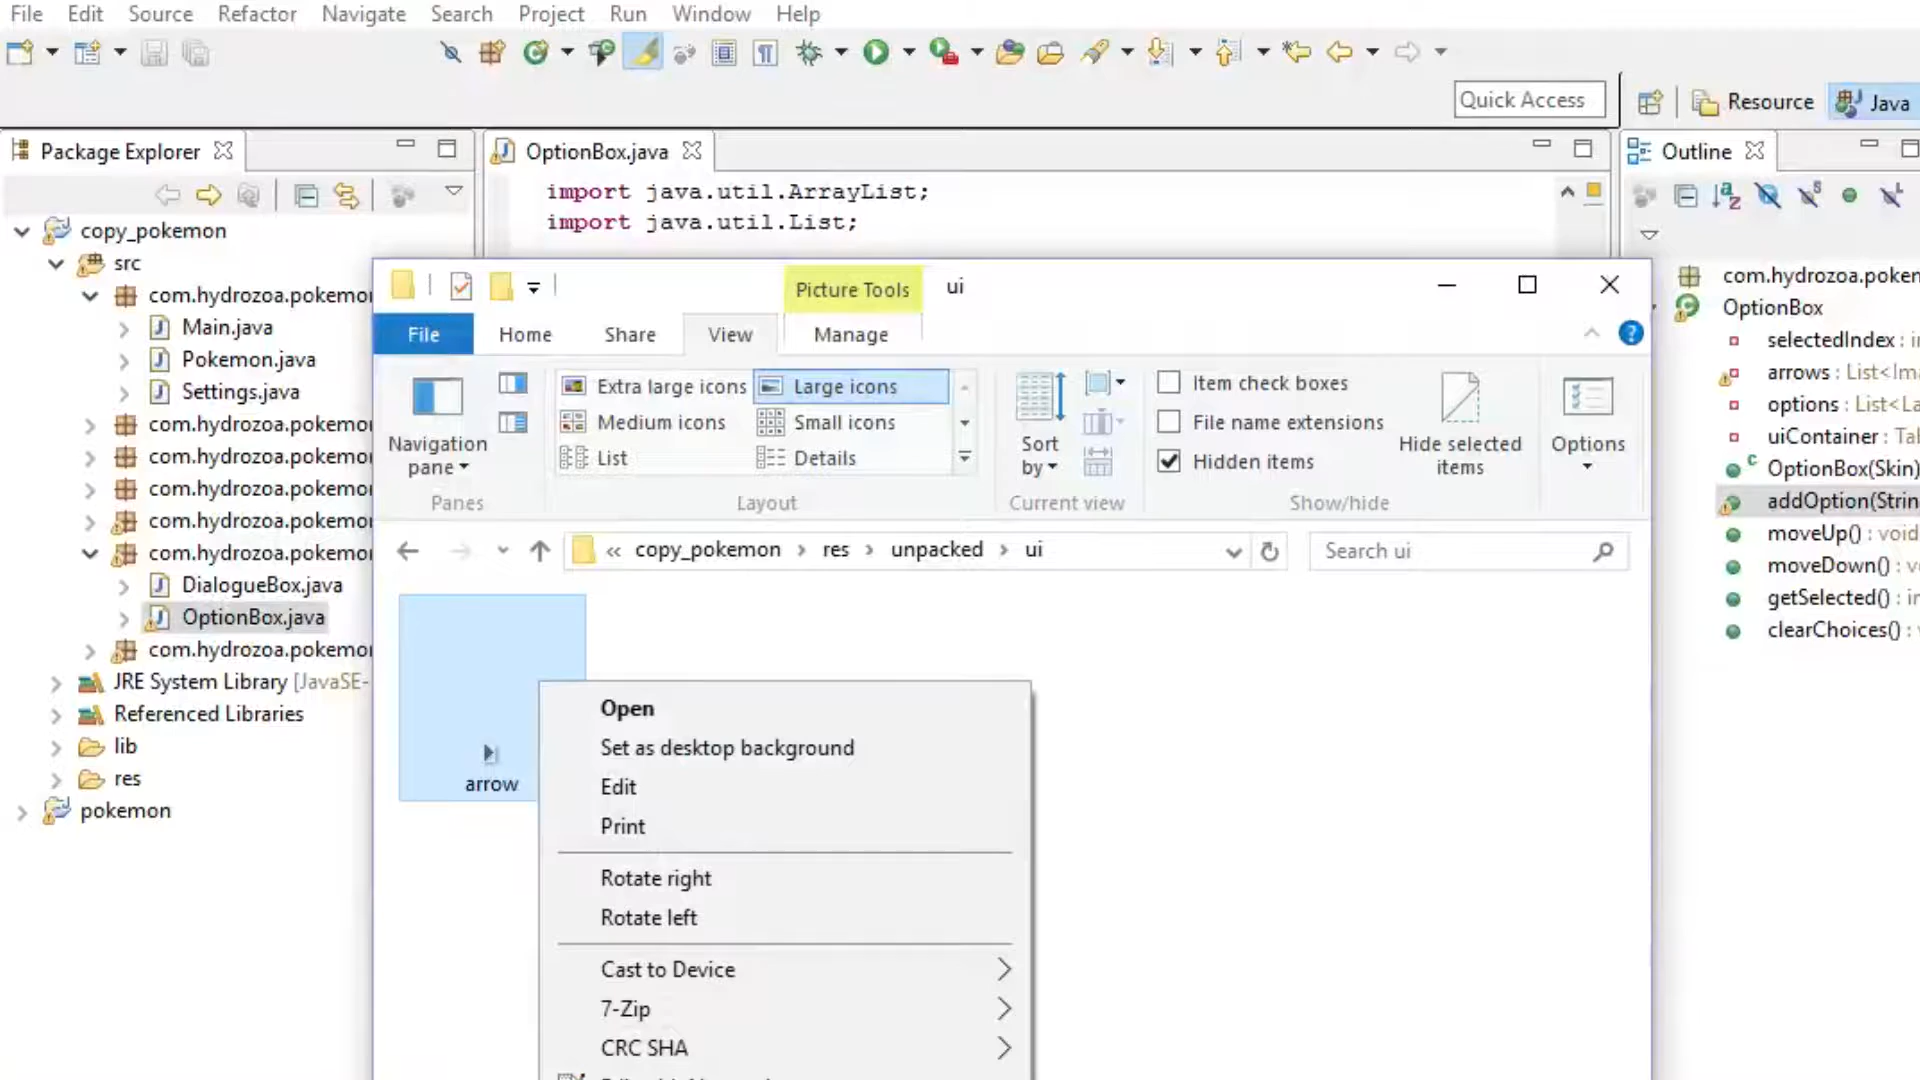 File Edit Source Refactor Navigate Search Project Run Window Help
Quick Access
Resource
Java
Package Explorer
OptionBox.java
Outline
import java.util.ArrayList;
import java.util.List;
copy_pokemon
src
com.hydrozoa.pokemo
Main.java
Pokemon.java
Settings.java
com.hydrozoa.pokemo
com.hydrozoa.pokemo
com.hydrozoa.pokemo
com.hydrozoa.pokemo
com.hydrozoa.pokemo
DialogueBox.java
OptionBox.java
com.hydrozoa.pokemo
JRE System Library [JavaSE-
Referenced Libraries
lib
res
pokemon
Picture Tools
ui
File Home Share View Manage
Navigation
pane
Panes
Extra large icons Large icons
Medium icons Small icons
List Details
Layout
Sort
by
Current view
Item check boxes
File name extensions
Hidden items
Hide selected
items
Show/hide
Options
« copy_pokemon > res > unpacked > ui
Search ui
arrow
Open
Set as desktop background
Edit
Print
Rotate right
Rotate left
Cast to Device
7-Zip
CRC SHA
com.hydrozoa.poken
OptionBox
selectedIndex : i
arrows : List<Ima
options : List<La
uiContainer : Ta
OptionBox(Skin)
addOption(Strin
moveUp() : void
moveDown() : v
getSelected() : in
clearChoices() :